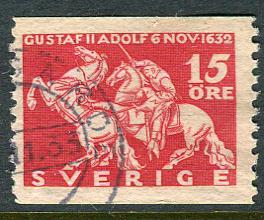 GUSTAF II ADOLF 6 NOV·1632
15
ÖRE
SVERIGE